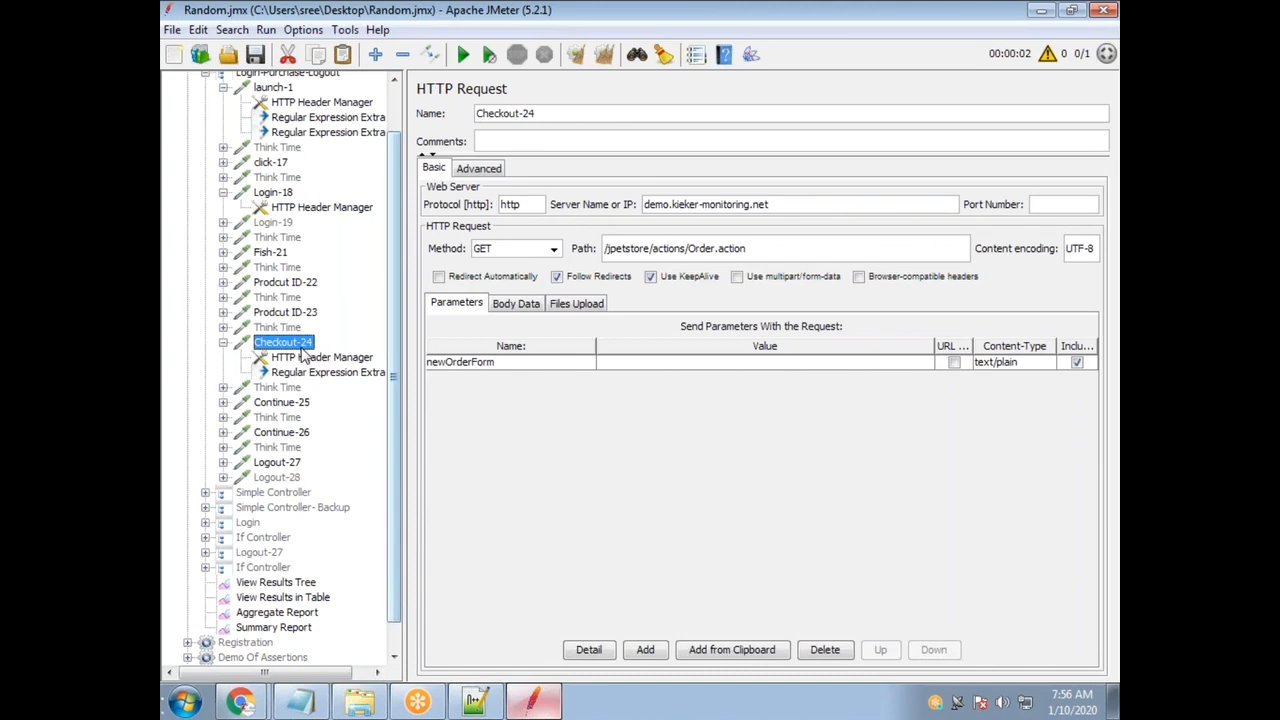 Random.jmx (C:\Users\sree\Desktop\Random.jmx) - Apache JMeter (5.2.1)
File Edit Search Run Options Tools Help
00:00:02 0 0/1
Login-Purchase-Logout
launch-1
HTTP Header Manager
Regular Expression Extra
Regular Expression Extra
Think Time
click-17
Think Time
Login-18
HTTP Header Manager
Login-19
Think Time
Fish-21
Think Time
Prodcut ID-22
Think Time
Prodcut ID-23
Think Time
Checkout-24
HTTP Header Manager
Regular Expression Extra
Think Time
Continue-25
Think Time
Continue-26
Think Time
Logout-27
Logout-28
Simple Controller
Simple Controller- Backup
Login
If Controller
Logout-27
If Controller
View Results Tree
View Results in Table
Aggregate Report
Summary Report
Registration
Demo Of Assertions
HTTP Request
Name: Checkout-24
Comments:
Basic Advanced
Web Server
Protocol [http]: http Server Name or IP: demo.kieker-monitoring.net Port Number:
HTTP Request
Method: GET Path: /jpetstore/actions/Order.action Content encoding: UTF-8
Redirect Automatically Follow Redirects Use KeepAlive Use multipart/form-data Browser-compatible headers
Parameters Body Data Files Upload
Send Parameters With the Request:
Name: Value URL ... Content-Type Inclu...
newOrderForm text/plain
Detail Add Add from Clipboard Delete Up Down
7:56 AM
1/10/2020